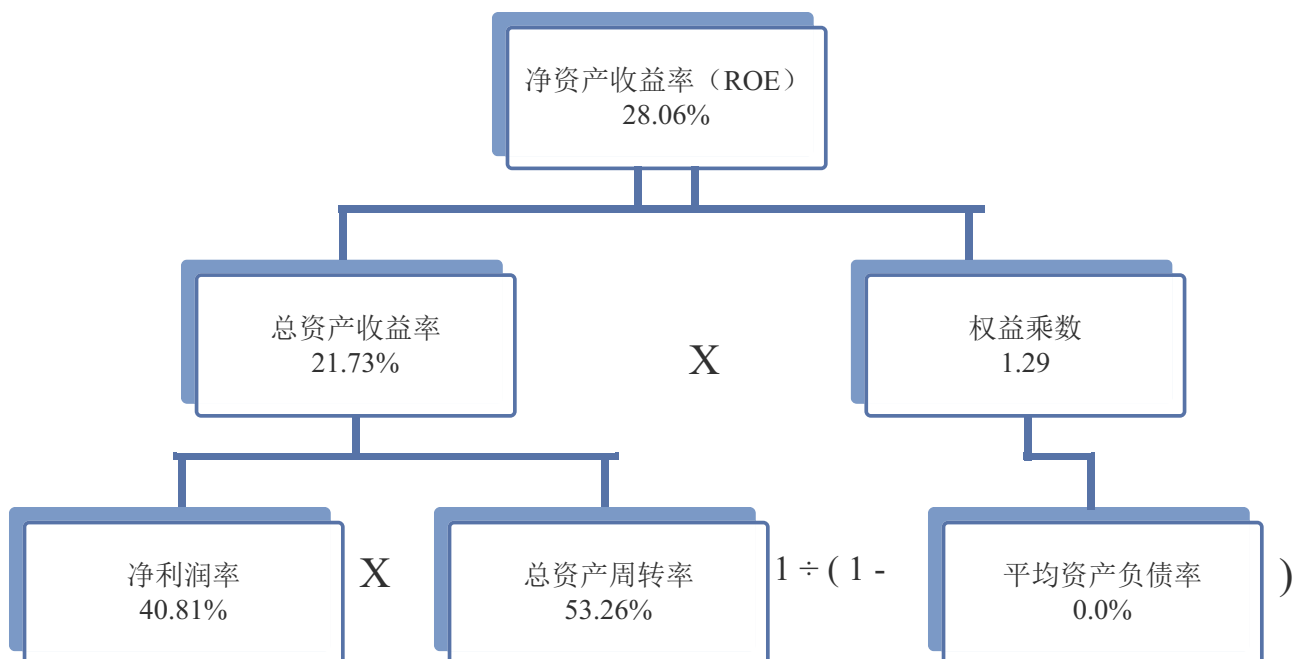 净资产收益率（ROE）
28.06%
总资产收益率
21.73%
X
权益乘数
1.29
净利润率
40.81%
X
总资产周转率
53.26%
1 ÷ ( 1 -
平均资产负债率
0.0%
)